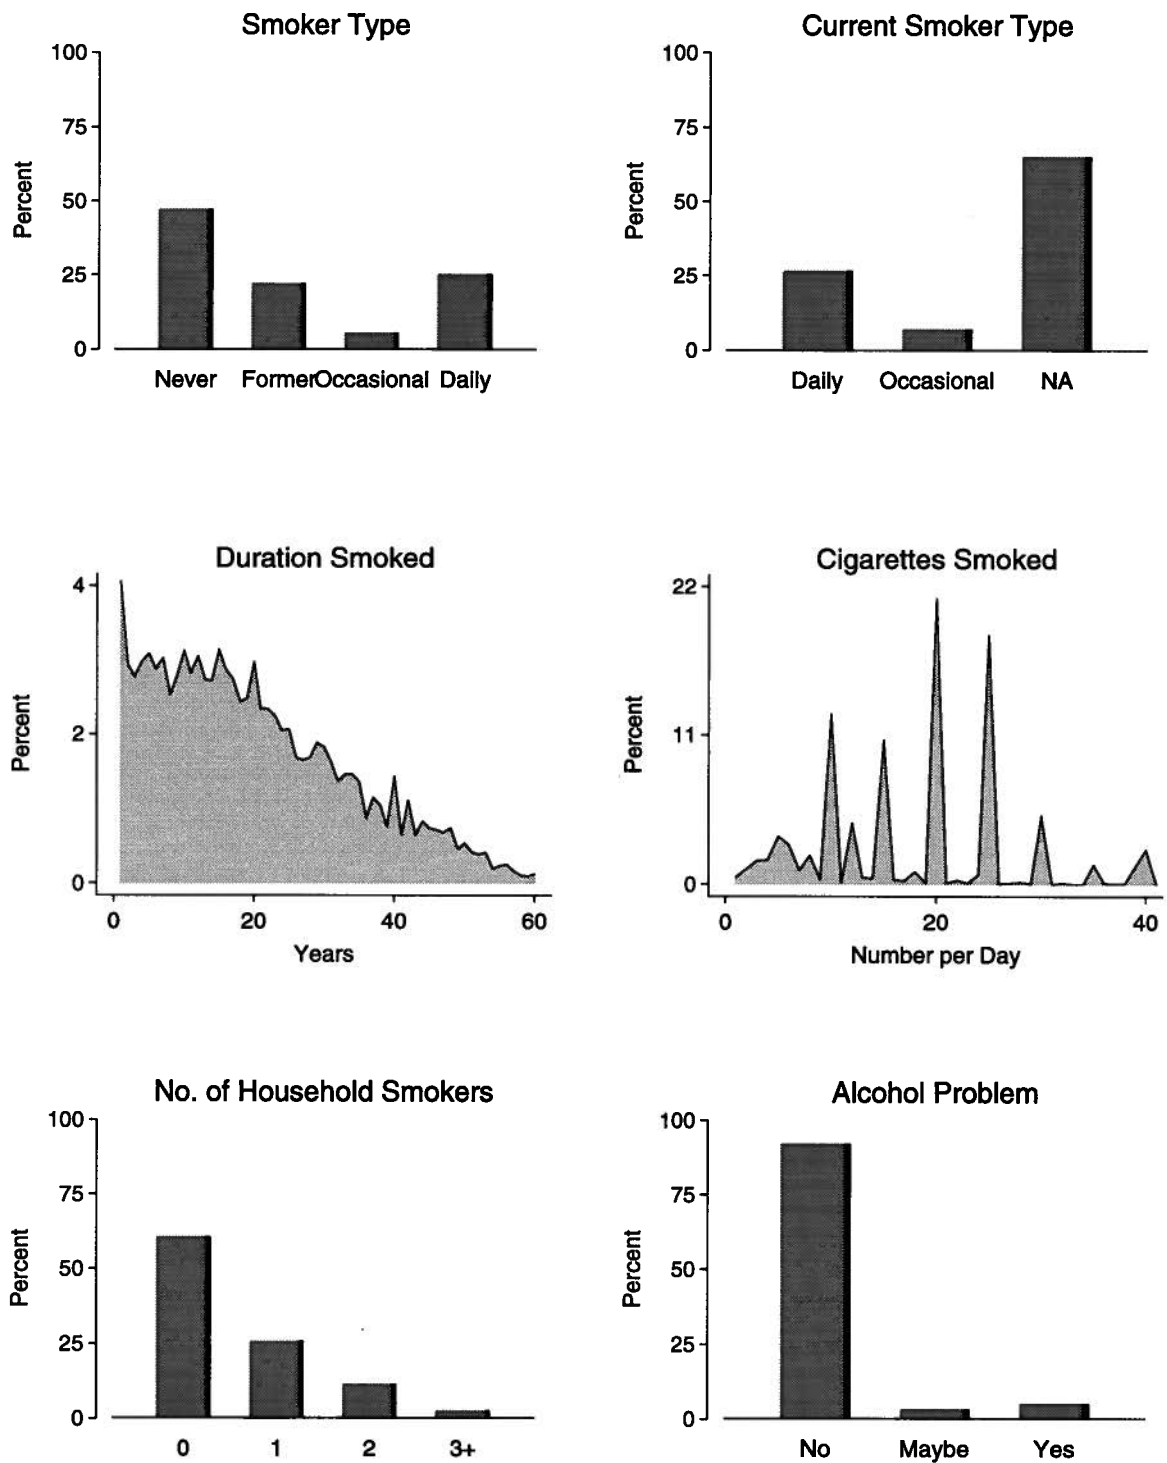 Smoker Type
100
75
50
25
0
Percent
Never Former Occasional Daily
Current Smoker Type
100
75
50
25
0
Percent
Daily Occasional NA
Duration Smoked
4
2
0
Percent
0 20 40 60
Years
Cigarettes Smoked
22
11
0
Percent
0 20 40
Number per Day
No. of Household Smokers
100
75
50
25
0
Percent
0 1 2 3+
Alcohol Problem
100
75
50
25
0
Percent
No Maybe Yes